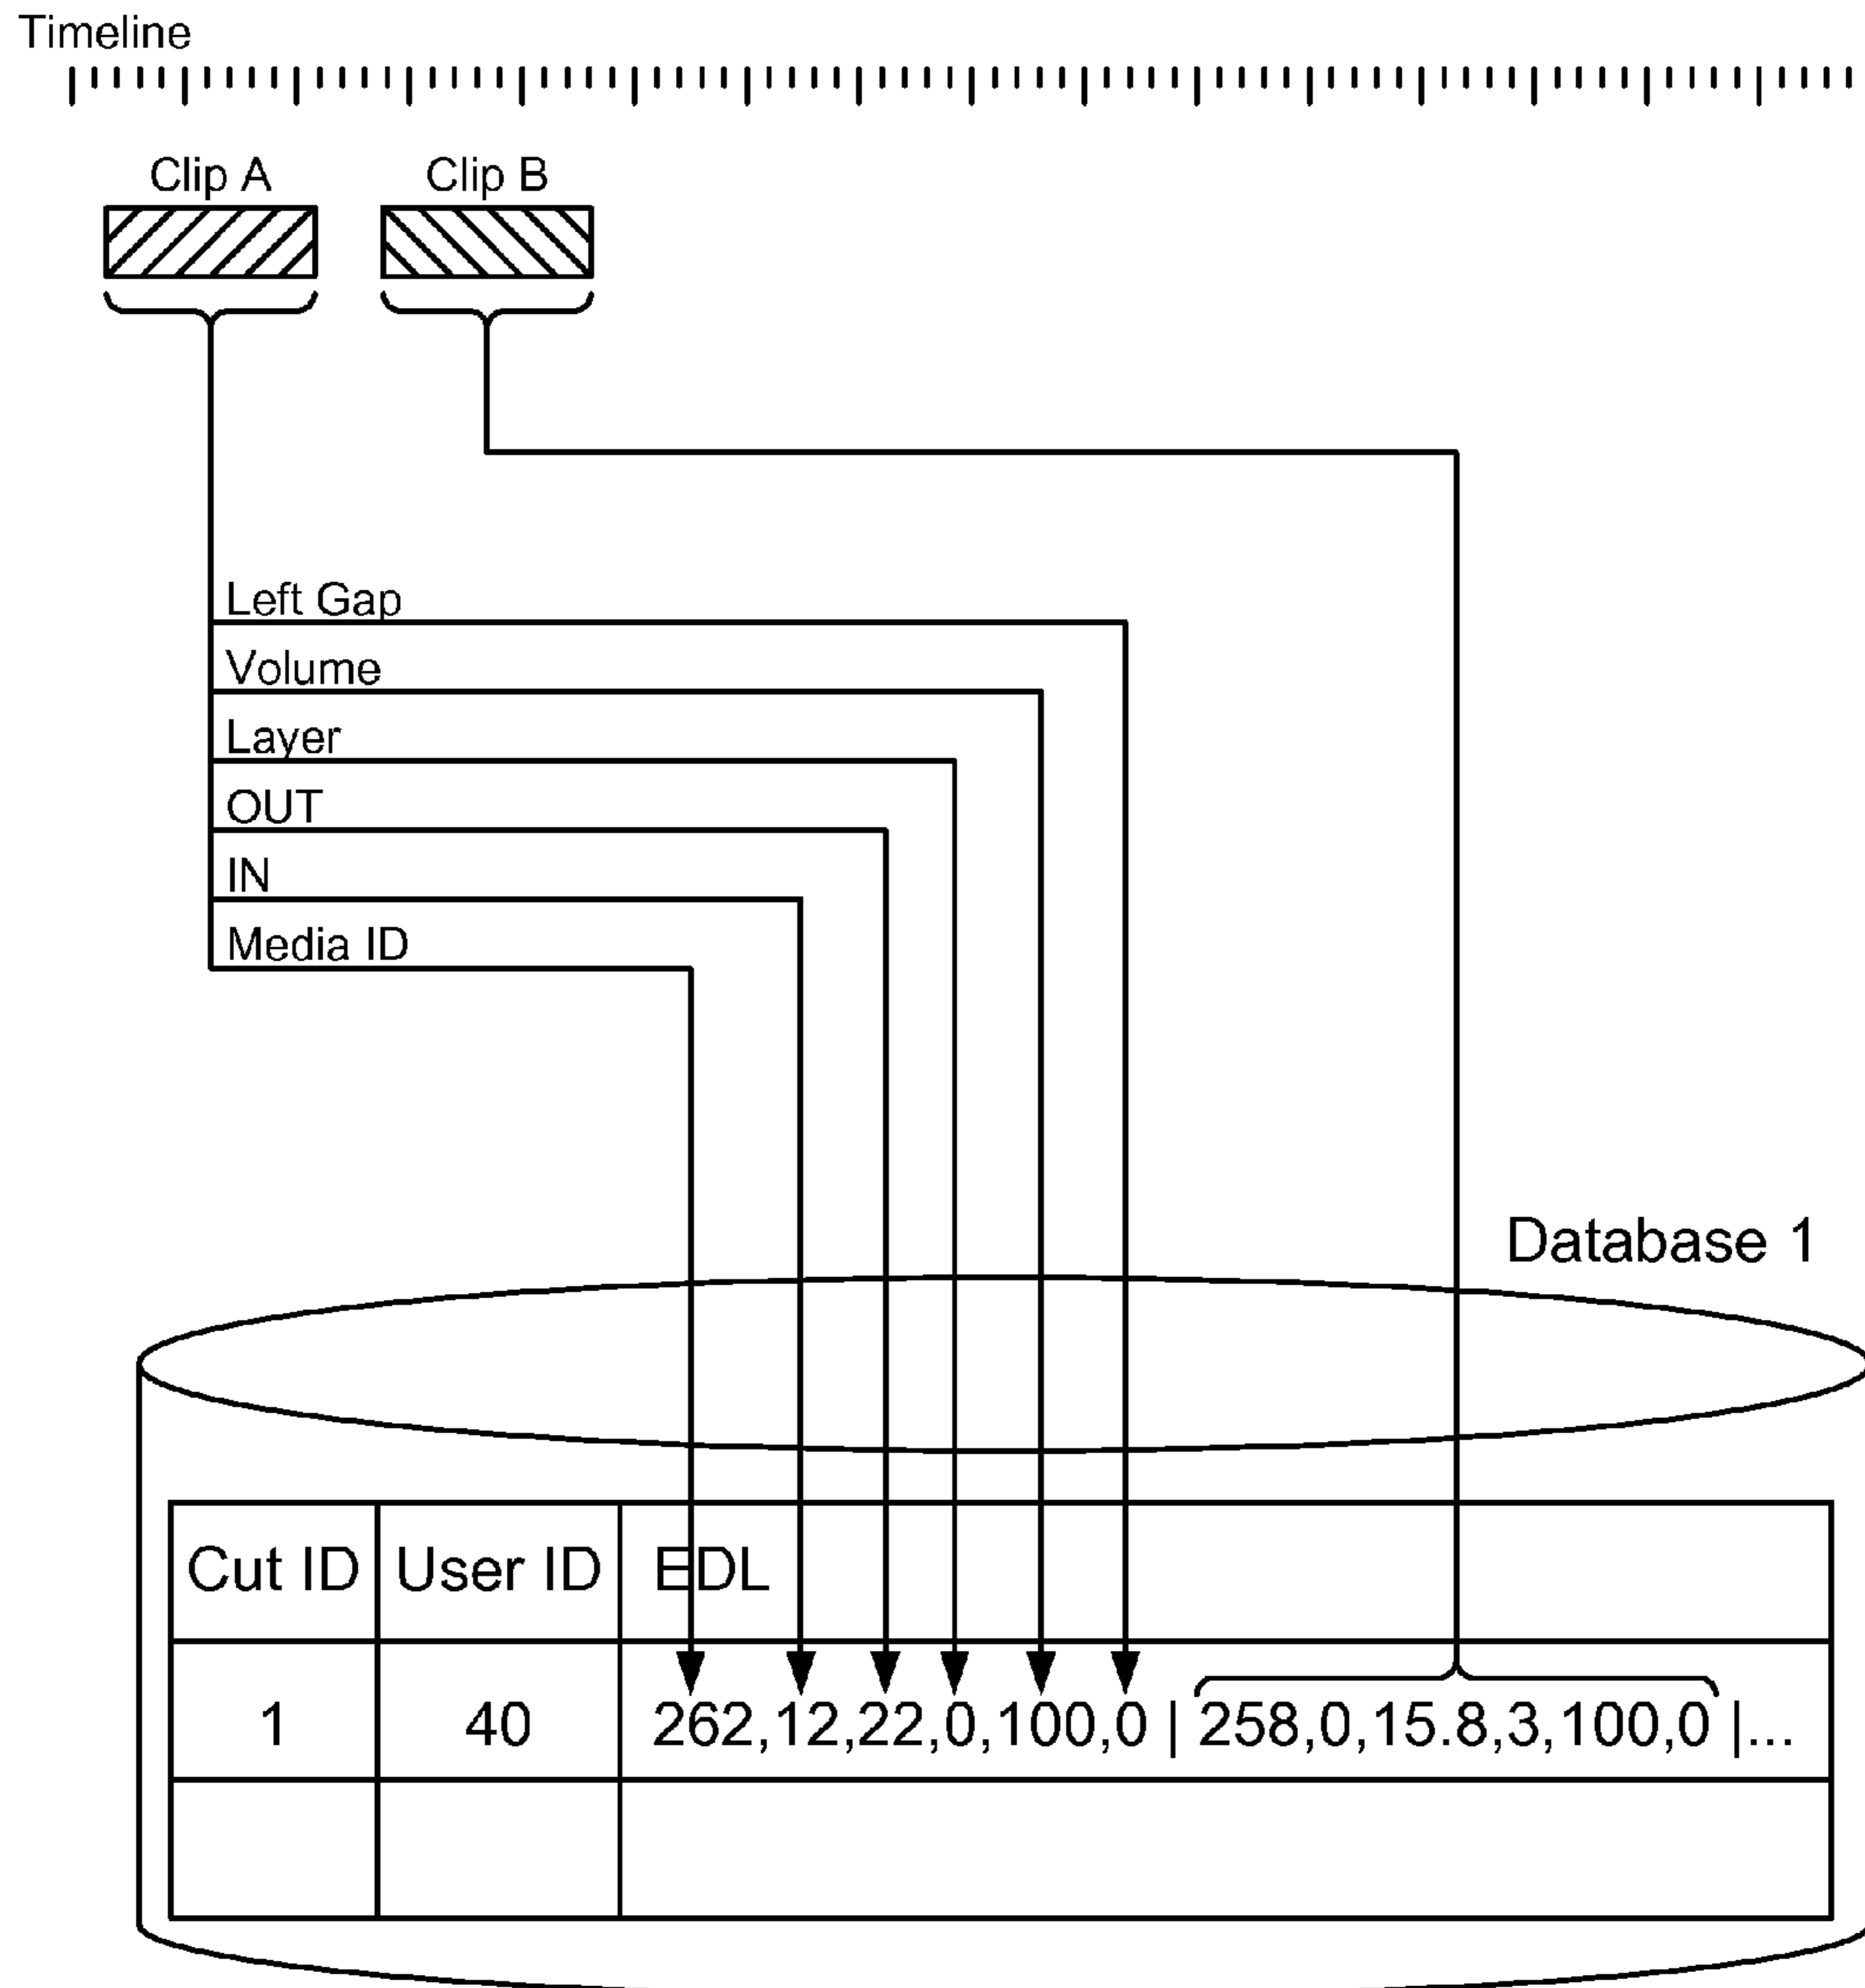 Timeline
Clip A
Clip B
Left Gap
Volume
Layer
OUT
IN
Media ID
Database 1
Cut ID User ID EDL
1 40 262,12,22,0,100,0 | 258,0,15.8,3,100,0 |...